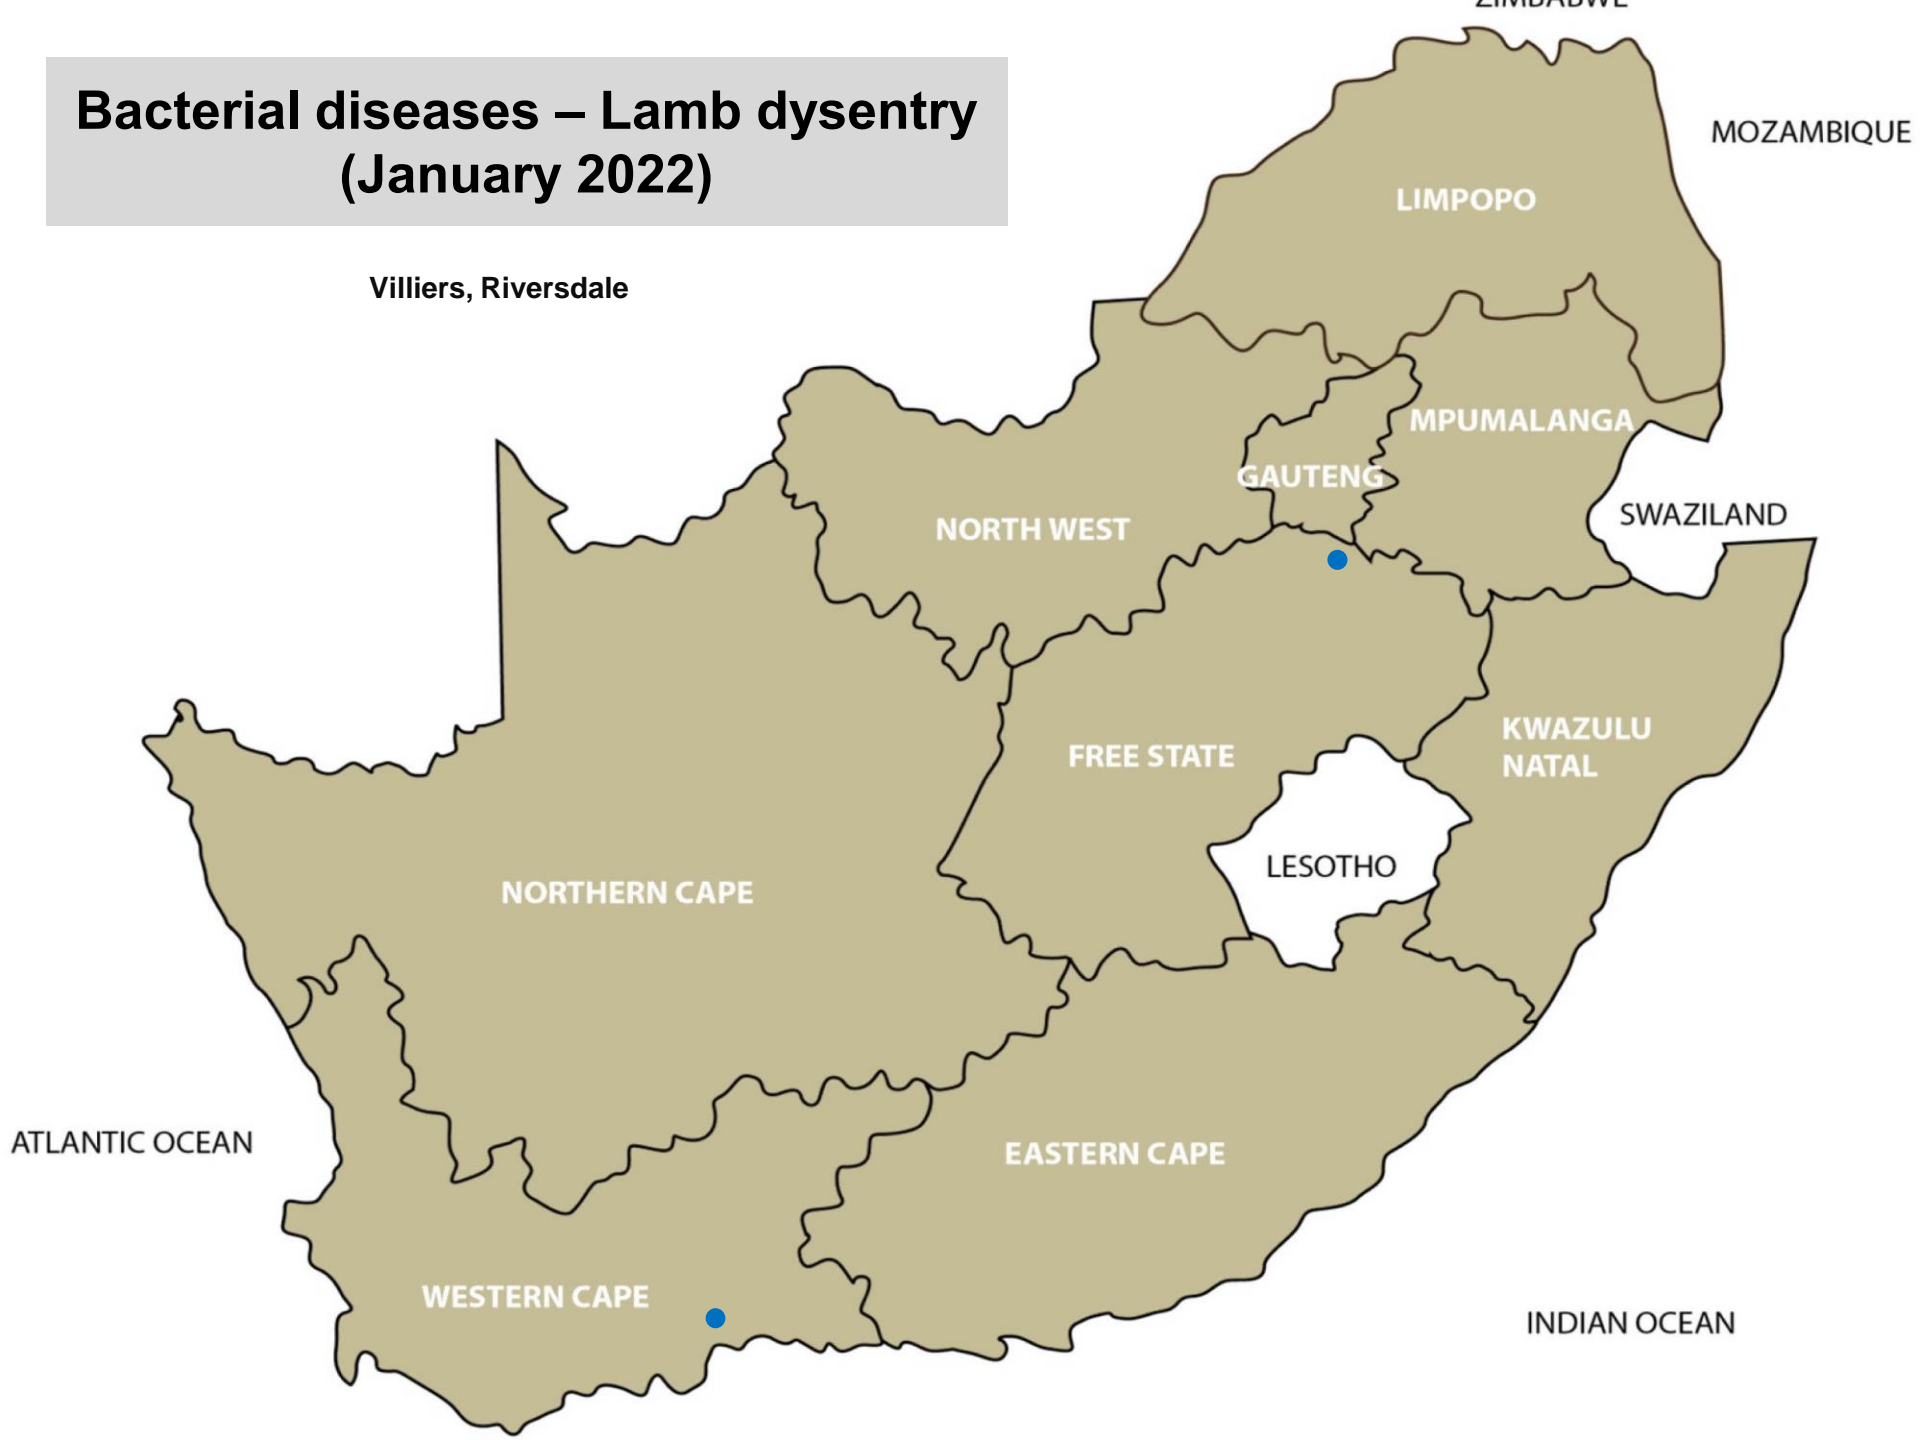 ZIMBABWE
Bacterial diseases – Lamb dysentry
(January 2022)
MOZAMBIQUE
LIMPOPO
Villiers, Riversdale
MPUMALANGA
GAUTENG
SWAZILAND
NORTH WEST
KWAZULU
NATAL
FREE STATE
LESOTHO
NORTHERN CAPE
ATLANTIC OCEAN
EASTERN CAPE
WESTERN CAPE
INDIAN OCEAN